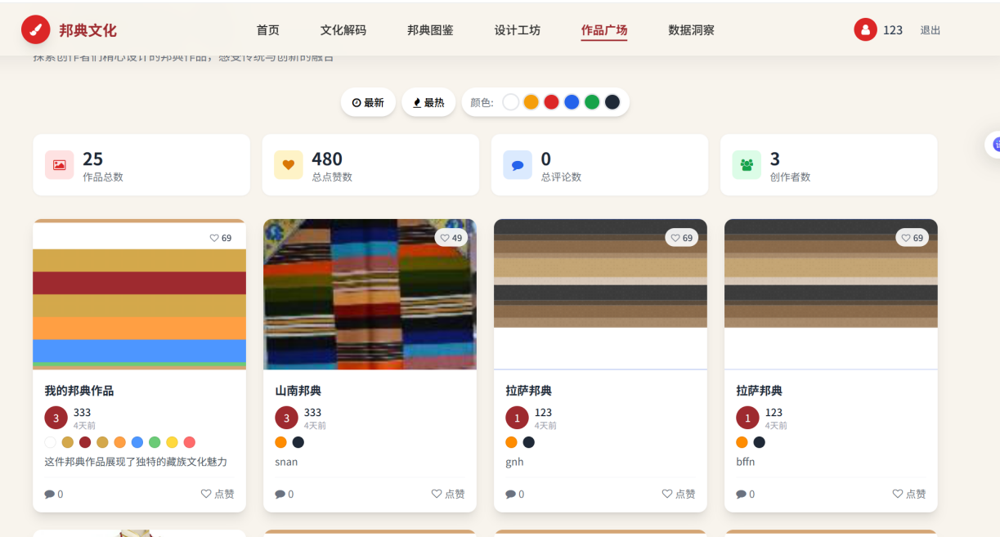 邦典文化
首页 文化解码 邦典图鉴 设计工坊 作品广场 数据洞察
123 退出
探索创作者们精心设计的邦典作品，感受传统与创新的融合
最新 最热 颜色:
25
作品总数
480
总点赞数
0
总评论数
3
创作者数
69
我的邦典作品
3 333
4天前
这件邦典作品展现了独特的藏族文化魅力
0 点赞
49
山南邦典
3 333
4天前
snan
0 点赞
69
拉萨邦典
1 123
4天前
gnh
0 点赞
69
拉萨邦典
1 123
4天前
bffn
0 点赞